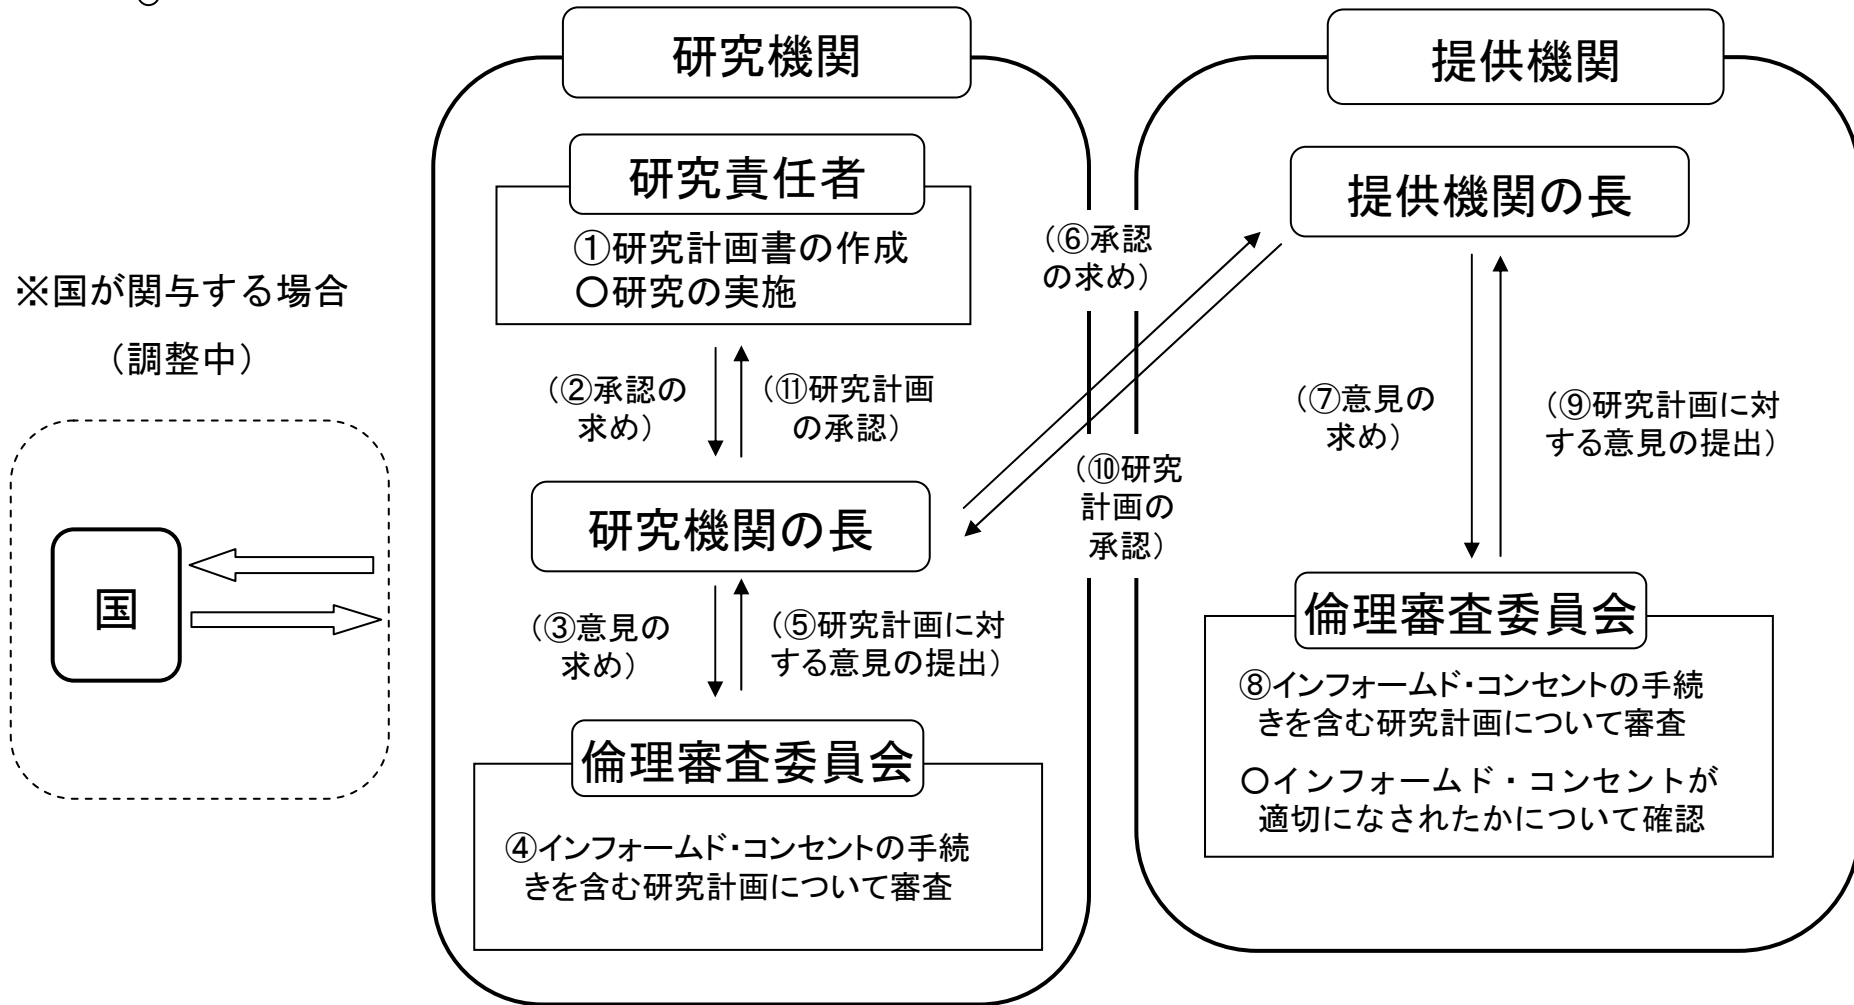 研究機関
研究責任者
①研究計画書の作成
〇研究の実施
(②承認の
求め)
(⑪研究計画
の承認)
研究機関の長
(③意見の
求め)
(⑤研究計画に対
する意見の提出)
倫理審査委員会
④インフォームド・コンセントの手続
きを含む研究計画について審査
(⑥承認
の求め)
(⑩研究
計画の
承認)
提供機関
提供機関の長
(⑦意見の
求め)
(⑨研究計画に対
する意見の提出)
倫理審査委員会
⑧インフォームド・コンセントの手続
きを含む研究計画について審査
〇インフォームド・コンセントが
適切になされたかについて確認
※国が関与する場合
(調整中)
国